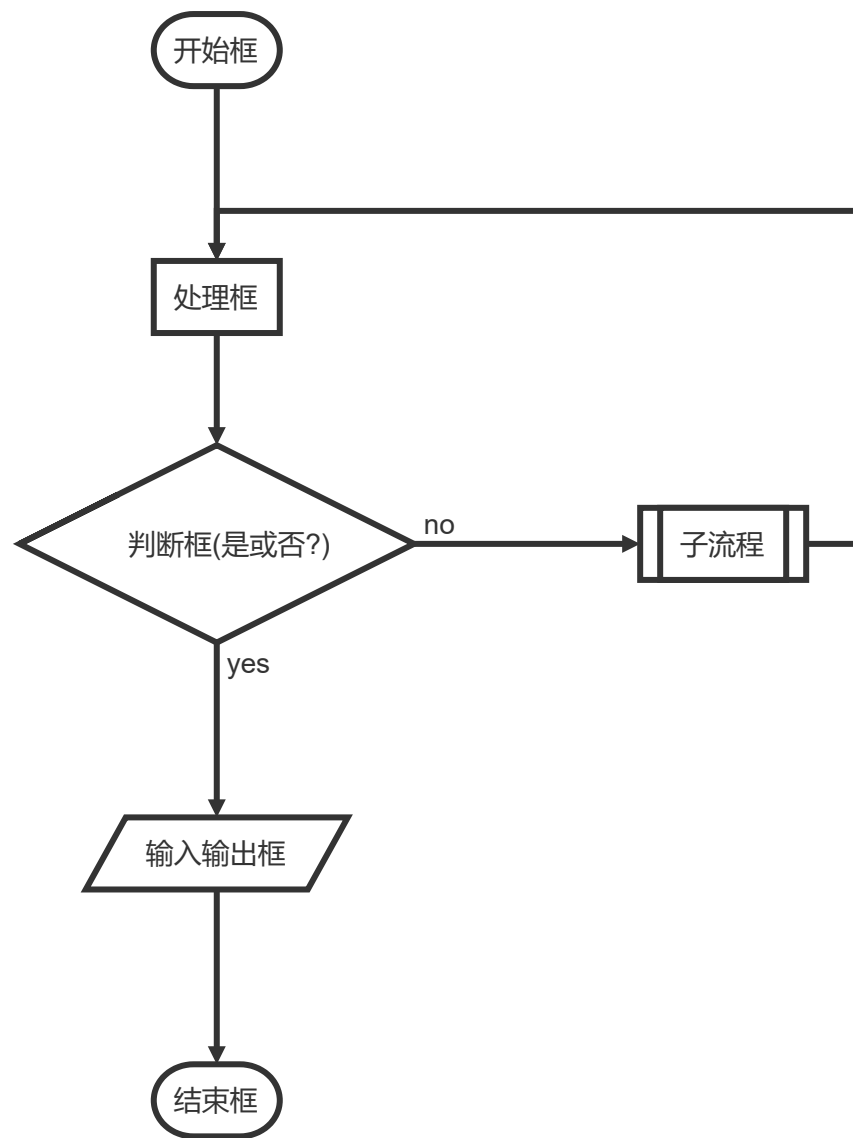 开始框
处理框
判断框(是或否?)
no
子流程
yes
输入输出框
结束框